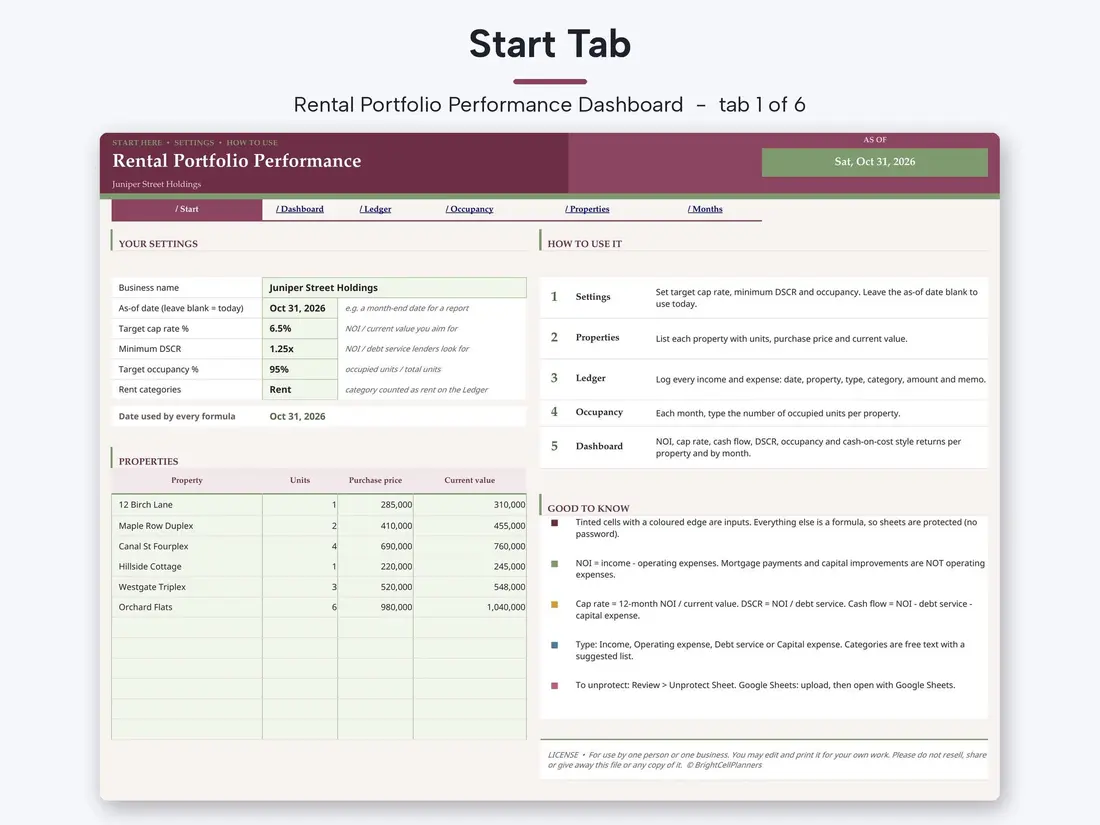 Start Tab
Rental Portfolio Performance Dashboard – tab 1 of 6
START HERE • SETTINGS • HOW TO USE
Rental Portfolio Performance
Juniper Street Holdings
AS OF
Sat, Oct 31, 2026
/ Start / Dashboard / Ledger / Occupancy / Properties / Months
YOUR SETTINGS
Business name Juniper Street Holdings
As-of date (leave blank = today) Oct 31, 2026 e.g. a month-end date for a report
Target cap rate % 6.5% NOI / current value you aim for
Minimum DSCR 1.25x NOI / debt service lenders look for
Target occupancy % 95% occupied units / total units
Rent categories Rent category counted as rent on the Ledger
Date used by every formula Oct 31, 2026
PROPERTIES
Property Units Purchase price Current value
12 Birch Lane 1 285,000 310,000
Maple Row Duplex 2 410,000 455,000
Canal St Fourplex 4 690,000 760,000
Hillside Cottage 1 220,000 245,000
Westgate Triplex 3 520,000 548,000
Orchard Flats 6 980,000 1,040,000
HOW TO USE IT
1 Settings Set target cap rate, minimum DSCR and occupancy. Leave the as-of date blank to
use today.
2 Properties List each property with units, purchase price and current value.
3 Ledger Log every income and expense: date, property, type, category, amount and memo.
4 Occupancy Each month, type the number of occupied units per property.
5 Dashboard NOI, cap rate, cash flow, DSCR, occupancy and cash-on-cost style returns per
property and by month.
GOOD TO KNOW
Tinted cells with a coloured edge are inputs. Everything else is a formula, so sheets are protected (no
password).
NOI = income - operating expenses. Mortgage payments and capital improvements are NOT operating
expenses.
Cap rate = 12-month NOI / current value. DSCR = NOI / debt service. Cash flow = NOI - debt service -
capital expense.
Type: Income, Operating expense, Debt service or Capital expense. Categories are free text with a
suggested list.
To unprotect: Review > Unprotect Sheet. Google Sheets: upload, then open with Google Sheets.
LICENSE • For use by one person or one business. You may edit and print it for your own work. Please do not resell, share
or give away this file or any copy of it. © BrightCellPlanners